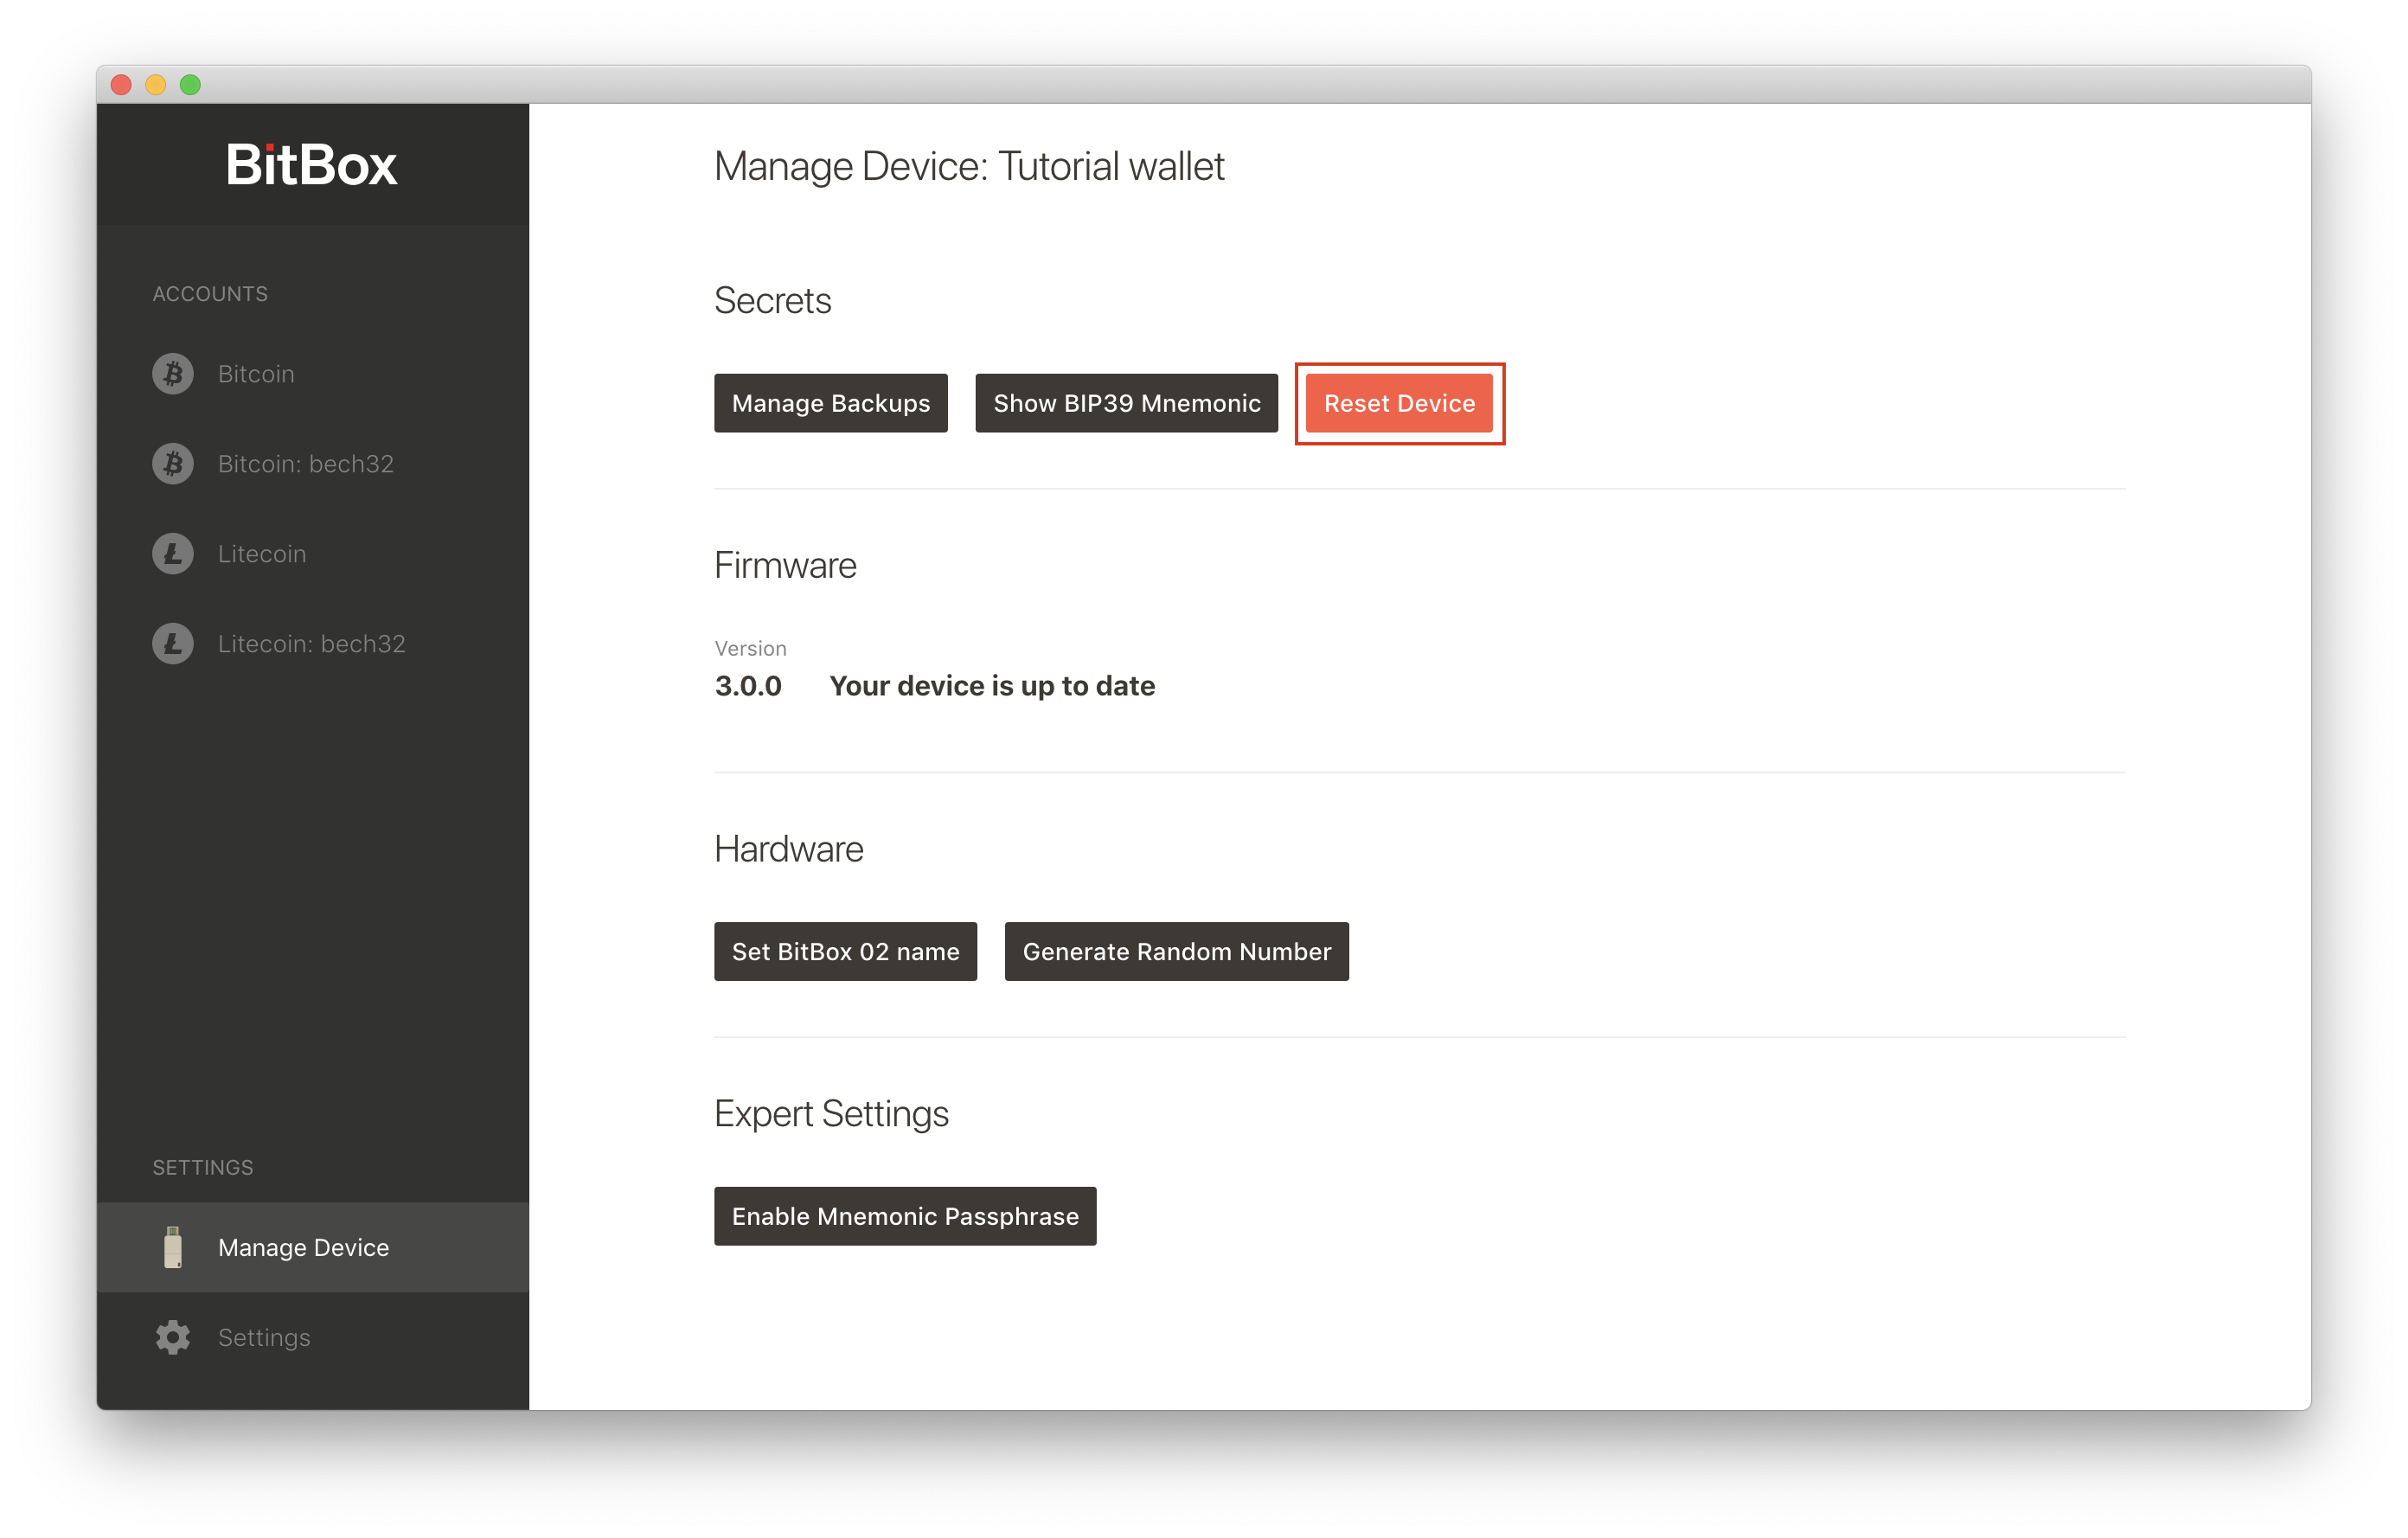 BitBox
ACCOUNTS
Bitcoin
Bitcoin: bech32
Litecoin
Litecoin: bech32
SETTINGS
Manage Device
Settings
Manage Device: Tutorial wallet
Secrets
Manage Backups Show BIP39 Mnemonic Reset Device
Firmware
Version
3.0.0 Your device is up to date
Hardware
Set BitBox 02 name Generate Random Number
Expert Settings
Enable Mnemonic Passphrase